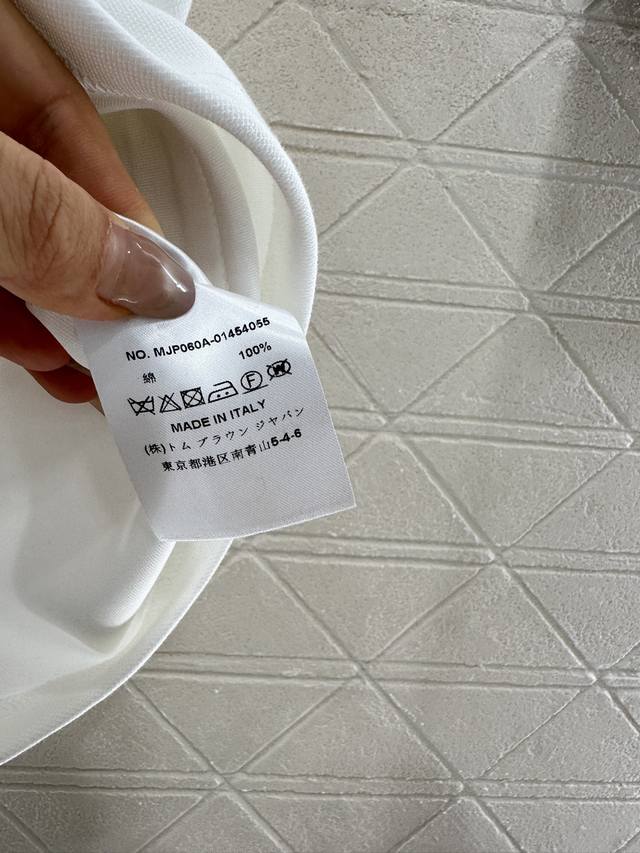 NO. MJP060A-01454055
綿 100%
F W
MADE IN ITALY
(株)トム ブラウン ジャパン
東京都港区南青山5-4-6